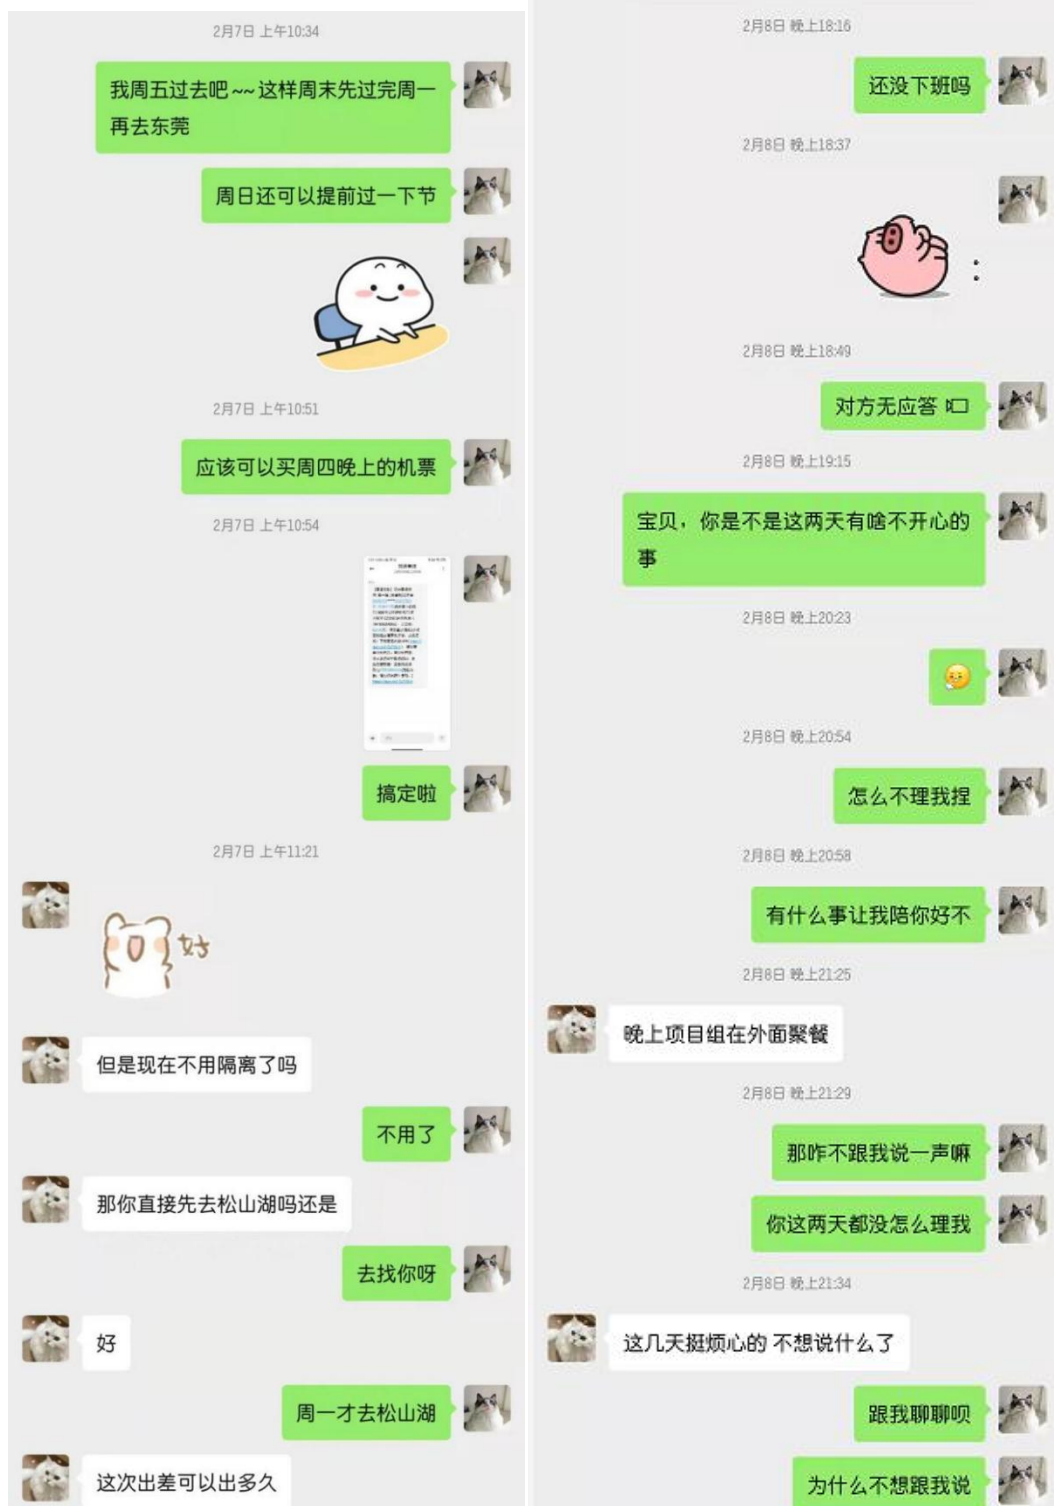 2月7日 上午10:34
我周五过去吧~~这样周末先过完周一
再去东莞
周日还可以提前过一下节
2月7日 上午10:51
应该可以买周四晚上的机票
2月7日 上午10:54
搞定啦
2月7日 上午11:21
好
但是现在不用隔离了吗
不用了
那你直接先去松山湖吗还是
去找你呀
好
周一才去松山湖
这次出差可以出多久
2月8日 晚上18:16
还没下班吗
2月8日 晚上18:37
2月8日 晚上18:49
对方无应答
2月8日 晚上19:15
宝贝，你是不是这两天有啥不开心的
事
2月8日 晚上20:23
2月8日 晚上20:54
怎么不理我捏
2月8日 晚上20:58
有什么事让我陪你好不
2月8日 晚上21:25
晚上项目组在外面聚餐
2月8日 晚上21:29
那咋不跟我说一声嘛
你这两天都没怎么理我
2月8日 晚上21:34
这几天挺烦心的 不想说什么了
跟我聊聊呗
为什么不想跟我说